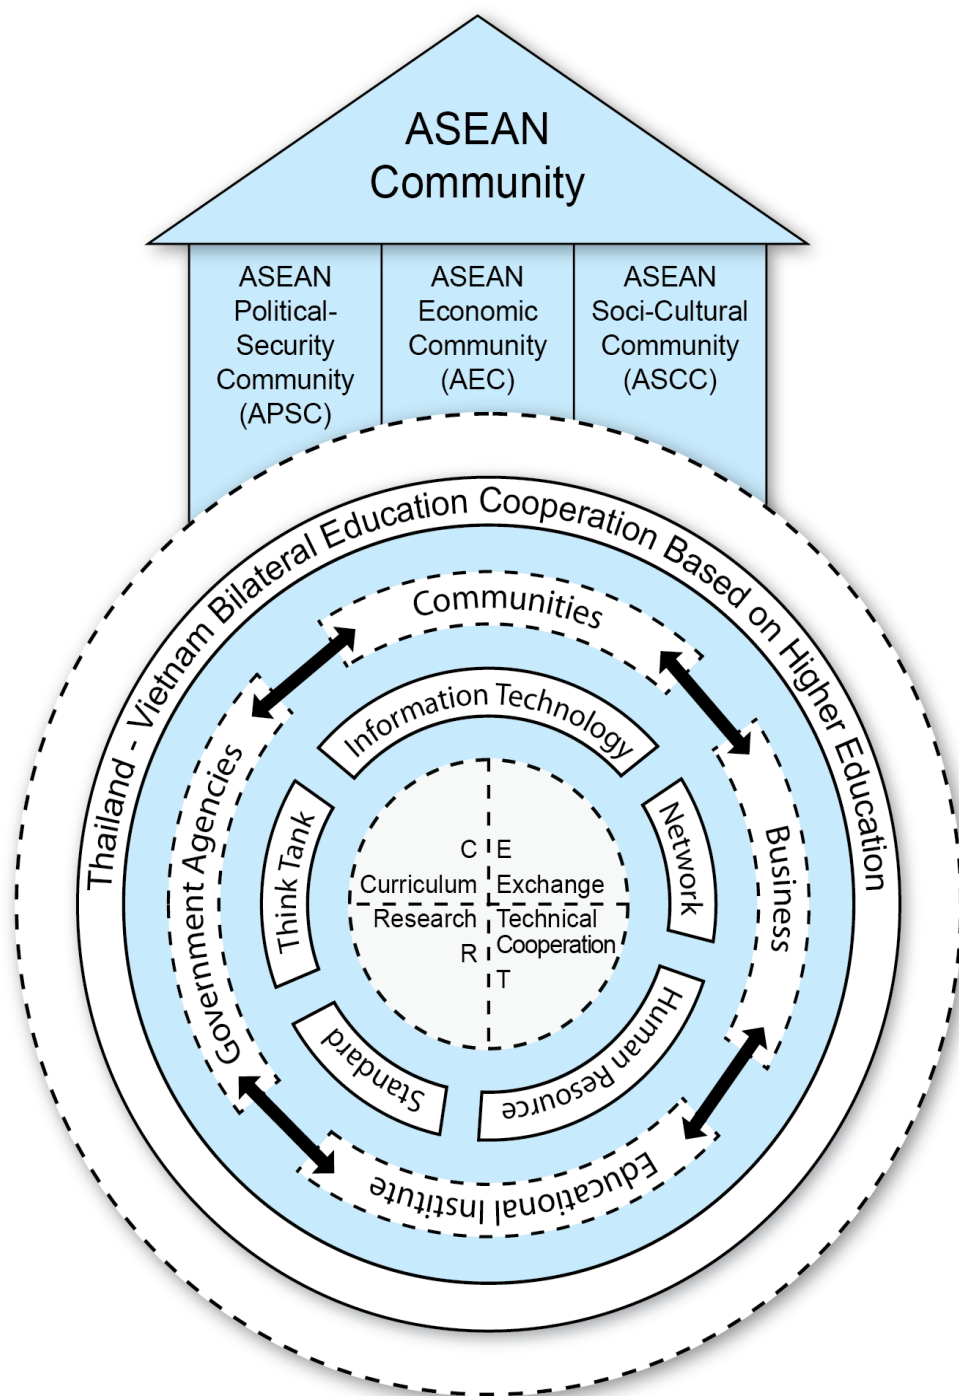 ASEAN
Community
ASEAN
Political-
Security
Community
(APSC)
ASEAN
Economic
Community
(AEC)
ASEAN
Soci-Cultural
Community
(ASCC)
Thailand - Vietnam Bilateral Education Cooperation Based on Higher Education
Communities
Business
Educational Institute
Government Agencies
Information Technology
Network
Human Resource
Standard
Think Tank
C
Curriculum
E
Exchange
Research
R
Technical
Cooperation
T